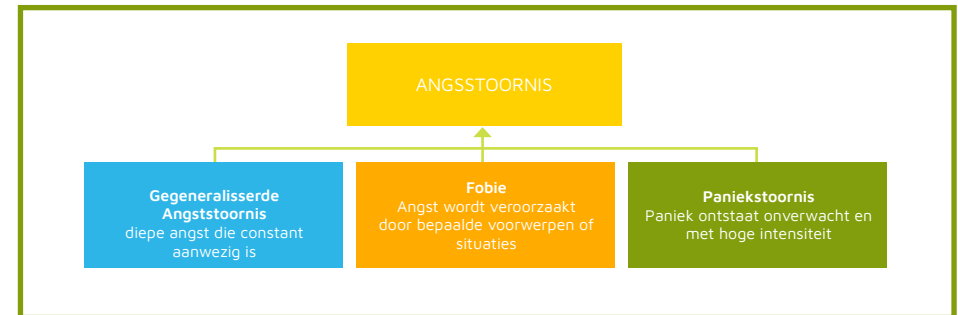 ANGSSTOORNIS
Gegeneralisserde
Angststoornis
diepe angst die constant
aanwezig is
Fobie
Angst wordt veroorzaakt
door bepaalde voorwerpen of
situaties
Paniekstoornis
Paniek ontstaat onverwacht en
met hoge intensiteit